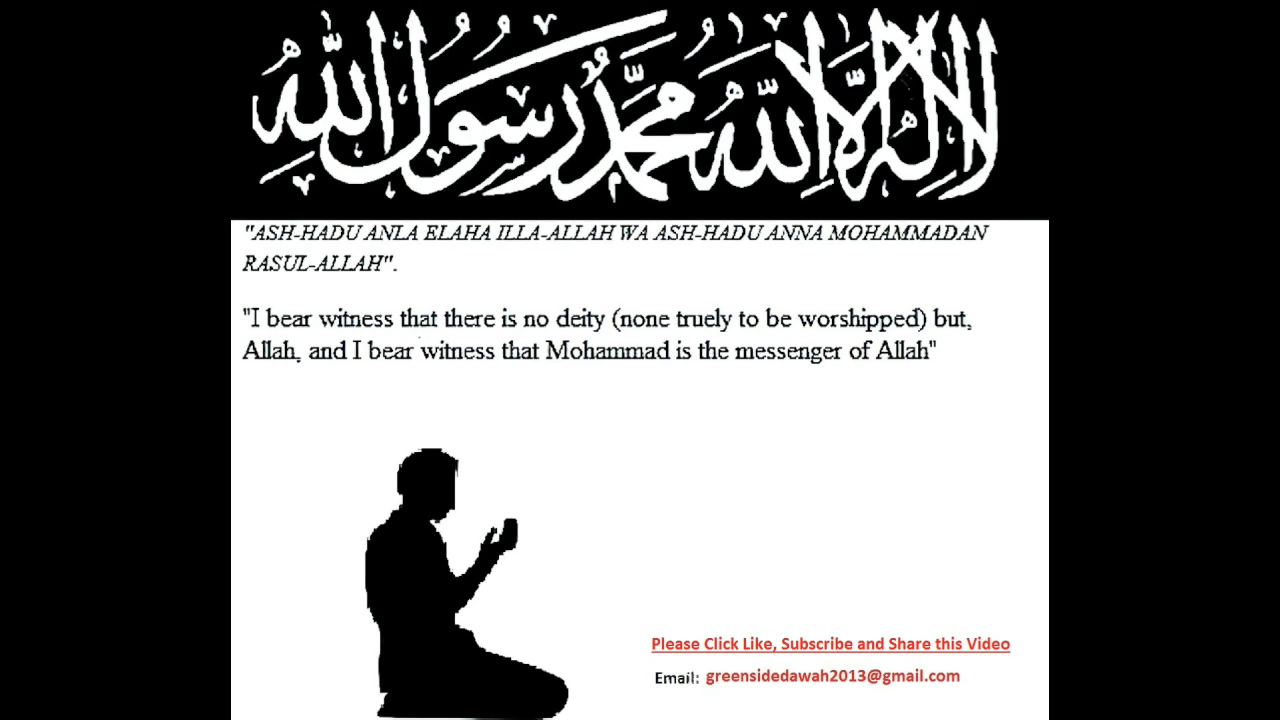 لا إله إلا الله محمد رسول الله
"ASH-HADU ANLA ELAHA ILLA-ALLAH WA ASH-HADU ANNA MOHAMMADAN
RASUL-ALLAH".
"I bear witness that there is no deity (none truely to be worshipped) but,
Allah, and I bear witness that Mohammad is the messenger of Allah"
Please Click Like, Subscribe and Share this Video
Email: greensidedawah2013@gmail.com